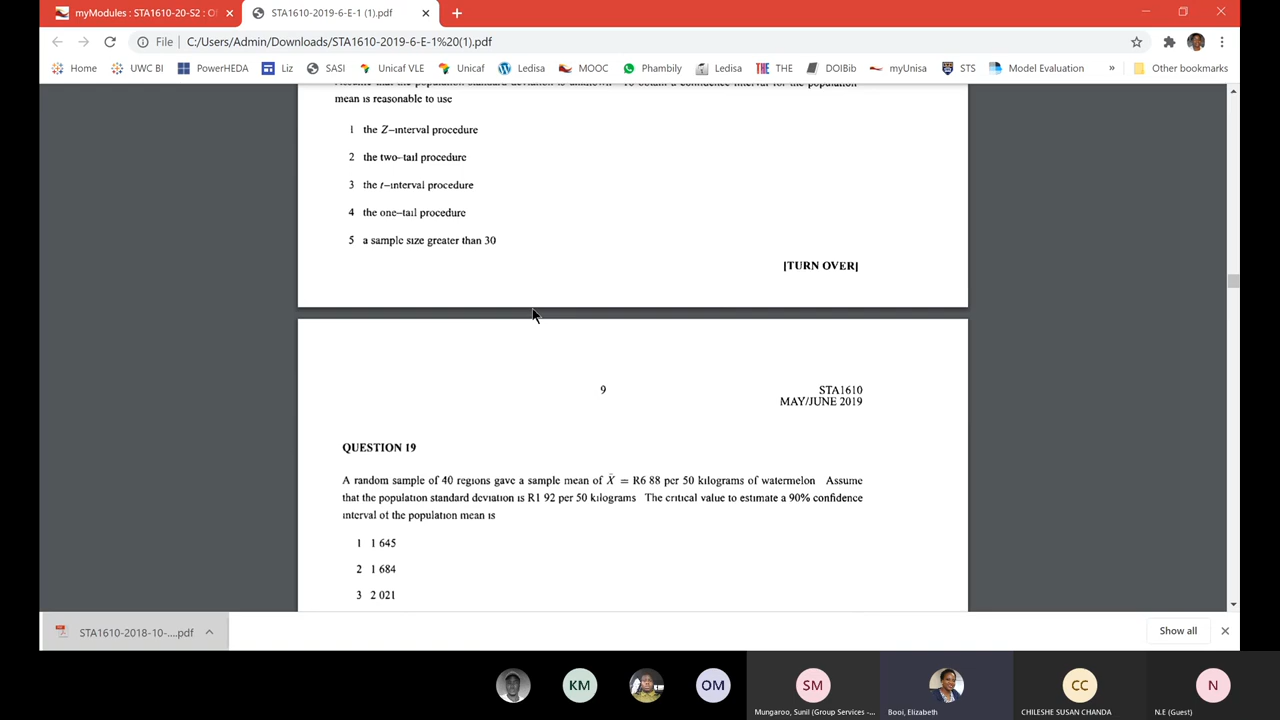 myModules : STA1610-20-S2 : O
STA1610-2019-6-E-1 (1).pdf
File
C:/Users/Admin/Downloads/STA1610-2019-6-E-1%20(1).pdf
Home
UWC BI
PowerHEDA
Liz
SASI
Unicaf VLE
Unicaf
Ledisa
MOOC
Phambily
Ledisa
THE
DOIBib
myUnisa
STS
Model Evaluation
»
Other bookmarks
mean is reasonable to use
1 the Z–interval procedure
2 the two–tail procedure
3 the t–interval procedure
4 the one–tail procedure
5 a sample size greater than 30
[TURN OVER]
9
STA1610
MAY/JUNE 2019
QUESTION 19
A random sample of 40 regions gave a sample mean of X̄ = R6 88 per 50 kilograms of watermelon Assume
that the population standard deviation is R1 92 per 50 kilograms The critical value to estimate a 90% confidence
interval of the population mean is
1 1 645
2 1 684
3 2 021
STA1610-2018-10-....pdf
Show all
KM
OM
SM
CC
N
Mungaroo, Sunil (Group Services -...
Booi, Elizabeth
CHILESHE SUSAN CHANDA
N.E (Guest)